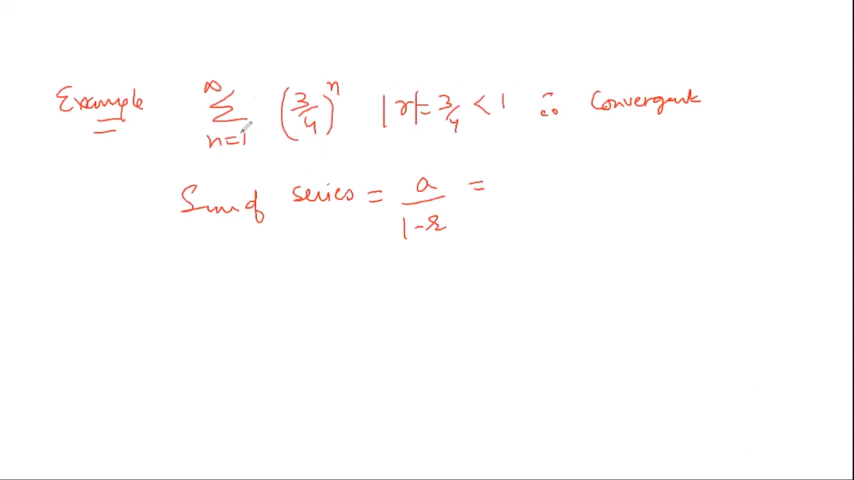 Example ∞∑n=1 (3/4)^n |r|= 3/4 < 1 ∴ Convergent
Sum of series = a/1-r =